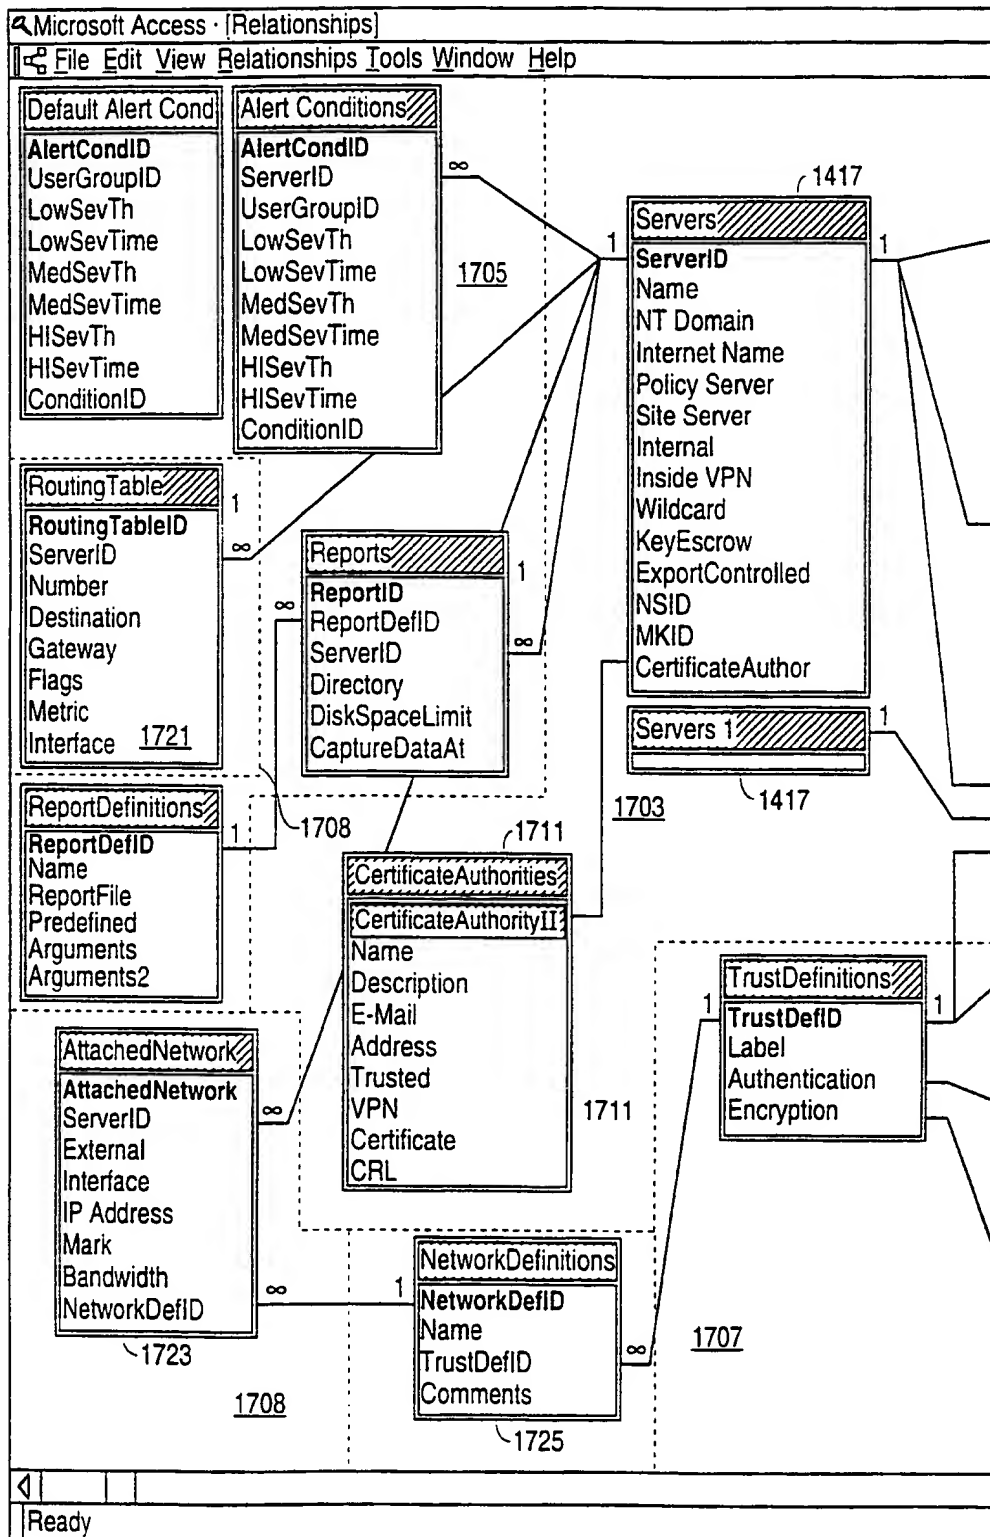 Microsoft Access · [Relationships]
File Edit View Relationships Tools Window Help
Default Alert Cond
AlertCondID
UserGroupID
LowSevTh
LowSevTime
MedSevTh
MedSevTime
HISevTh
HISevTime
ConditionID
Alert Conditions
AlertCondID
ServerID
UserGroupID
LowSevTh
LowSevTime
MedSevTh
MedSevTime
HISevTh
HISevTime
ConditionID
∞
1705
1417
1
Servers
1
ServerID
Name
NT Domain
Internet Name
Policy Server
Site Server
Internal
Inside VPN
Wildcard
KeyEscrow
ExportControlled
NSID
MKID
CertificateAuthor
Servers 1
1
1417
RoutingTable
1
RoutingTableID
ServerID
∞
Number
Destination
Gateway
Flags
Metric
Interface
1721
Reports
1
∞
ReportID
ReportDefID
ServerID
∞
Directory
DiskSpaceLimit
CaptureDataAt
1708
1703
ReportDefinitions
1
ReportDefID
Name
ReportFile
Predefined
Arguments
Arguments2
1711
CertificateAuthorities
CertificateAuthorityII
Name
Description
E-Mail
Address
Trusted
VPN
Certificate
CRL
1711
TrustDefinitions
1
1
TrustDefID
Label
Authentication
Encryption
AttachedNetwork
AttachedNetwork
∞
ServerID
External
Interface
IP Address
Mark
Bandwidth
∞
NetworkDefID
1723
1708
NetworkDefinitions
1
NetworkDefID
Name
TrustDefID
∞
Comments
1725
1707
Ready